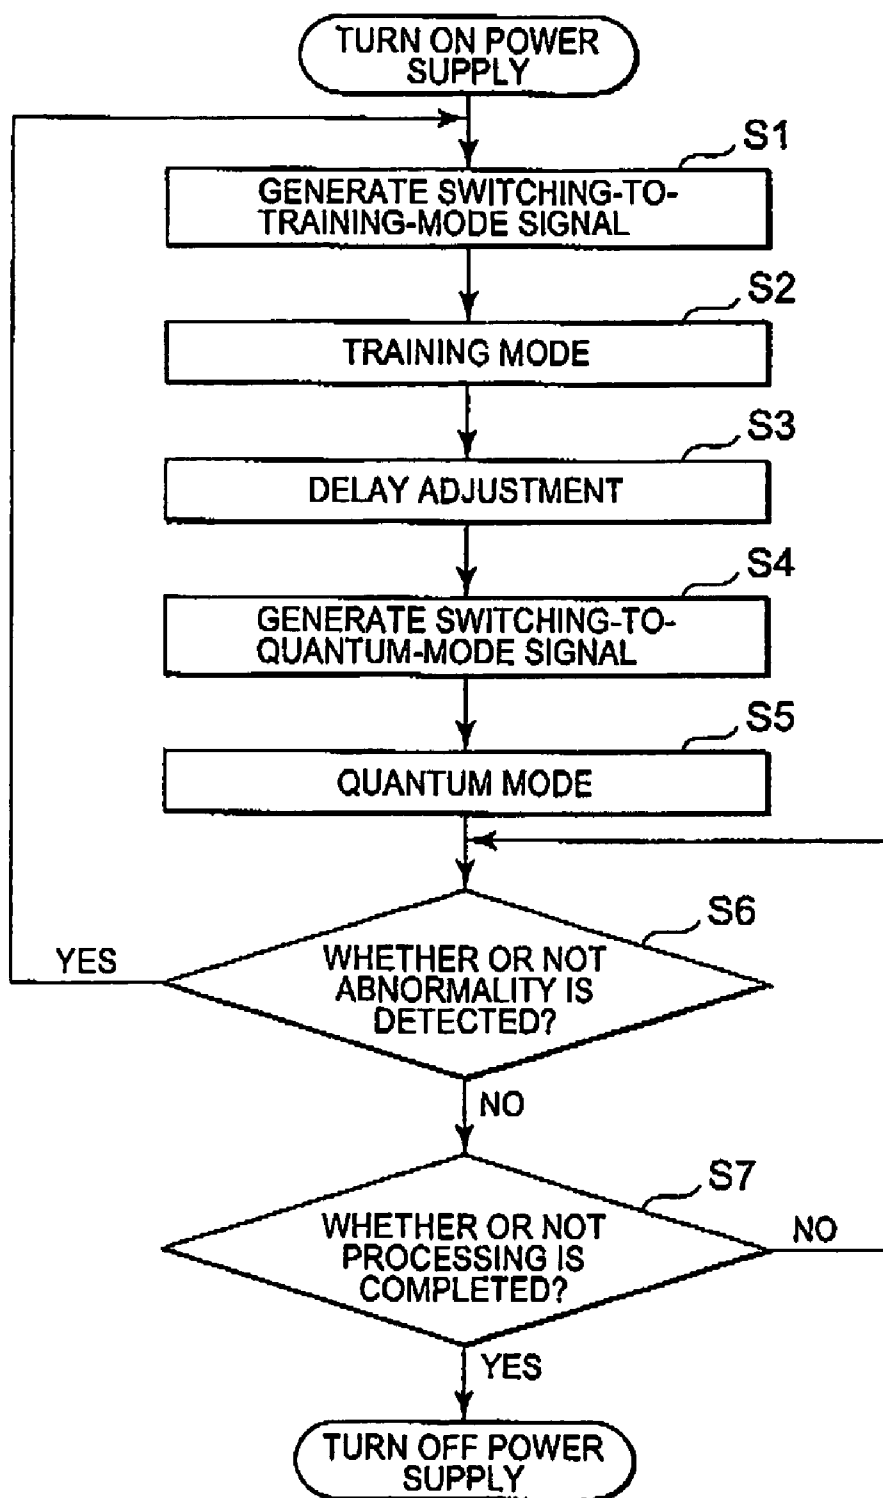 TURN ON POWER
SUPPLY
S1
GENERATE SWITCHING-TO-
TRAINING-MODE SIGNAL
S2
TRAINING MODE
S3
DELAY ADJUSTMENT
S4
GENERATE SWITCHING-TO-
QUANTUM-MODE SIGNAL
S5
QUANTUM MODE
S6
YES
WHETHER OR NOT
ABNORMALITY IS
DETECTED?
NO
S7
WHETHER OR NOT
PROCESSING IS
COMPLETED?
NO
YES
TURN OFF POWER
SUPPLY